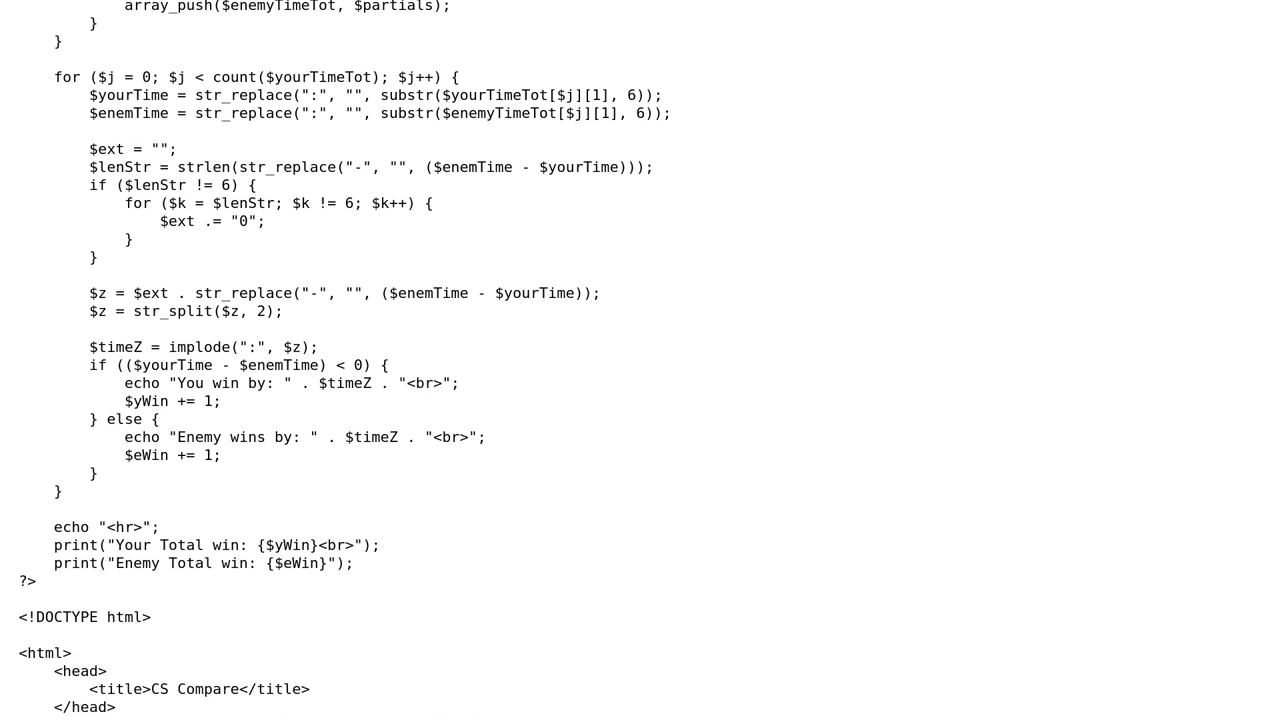 array_push($enemyTimeTot, $partials);
        }
    }

    for ($j = 0; $j < count($yourTimeTot); $j++) {
        $yourTime = str_replace(":", "", substr($yourTimeTot[$j][1], 6));
        $enemTime = str_replace(":", "", substr($enemyTimeTot[$j][1], 6));

        $ext = "";
        $lenStr = strlen(str_replace("-", "", ($enemTime - $yourTime)));
        if ($lenStr != 6) {
            for ($k = $lenStr; $k != 6; $k++) {
                $ext .= "0";
            }
        }

        $z = $ext . str_replace("-", "", ($enemTime - $yourTime));
        $z = str_split($z, 2);

        $timeZ = implode(":", $z);
        if (($yourTime - $enemTime) < 0) {
            echo "You win by: " . $timeZ . "<br>";
            $yWin += 1;
        } else {
            echo "Enemy wins by: " . $timeZ . "<br>";
            $eWin += 1;
        }
    }

    echo "<hr>";
    print("Your Total win: {$yWin}<br>");
    print("Enemy Total win: {$eWin}");
?>

<!DOCTYPE html>

<html>
    <head>
        <title>CS Compare</title>
    </head>